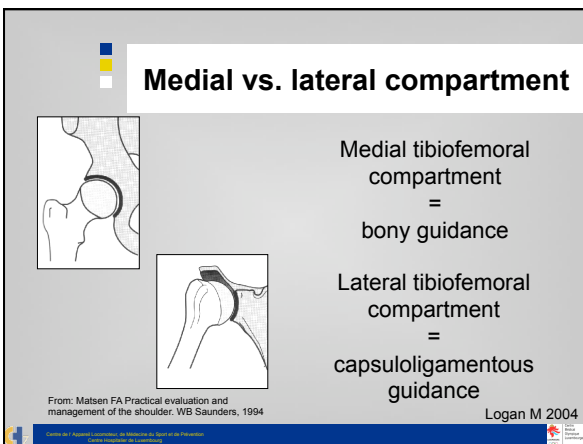 Medial vs. lateral compartment
Medial tibiofemoral
compartment
=
bony guidance
Lateral tibiofemoral
compartment
=
capsuloligamentous
guidance
From: Matsen FA Practical evaluation and
management of the shoulder. WB Saunders, 1994
Logan M 2004
Centre de l'Appareil Locomoteur, de Médecine du Sport et de Prévention
Centre Hospitalier de Luxembourg